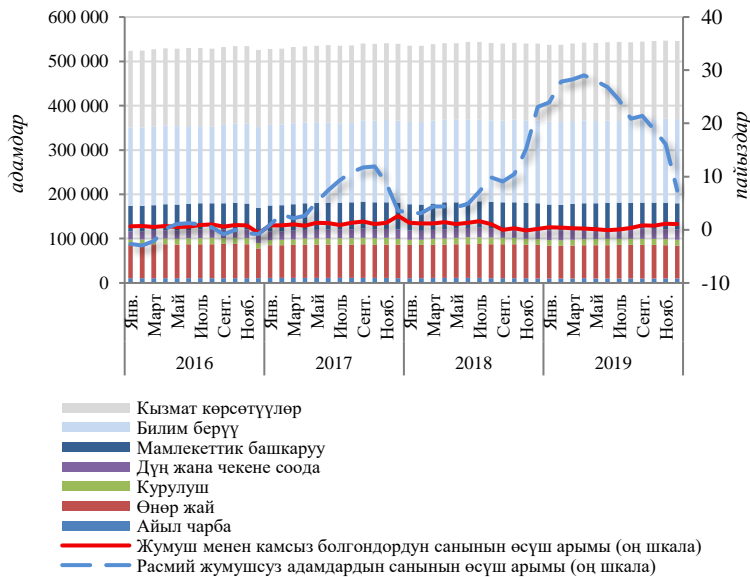 600 000
500 000
400 000
300 000
200 000
100 000
0
адамдар
40
30
20
10
0
-10
пайыздар
Янв.
Март
Май
Июль
Сент.
Нояб.
Янв.
Март
Май
Июль
Сент.
Нояб.
Янв.
Март
Май
Июль
Сент.
Нояб.
Янв.
Март
Май
Июль
Сент.
Нояб.
2016
2017
2018
2019
Кызмат көрсөтүүлөр
Билим берүү
Мамлекеттик башкаруу
Дүң жана чекене соода
Курулуш
Өнөр жай
Айыл чарба
Жумуш менен камсыз болгондордун санынын өсүш арымы (оң шкала)
Расмий жумушсуз адамдардын санынын өсүш арымы (оң шкала)